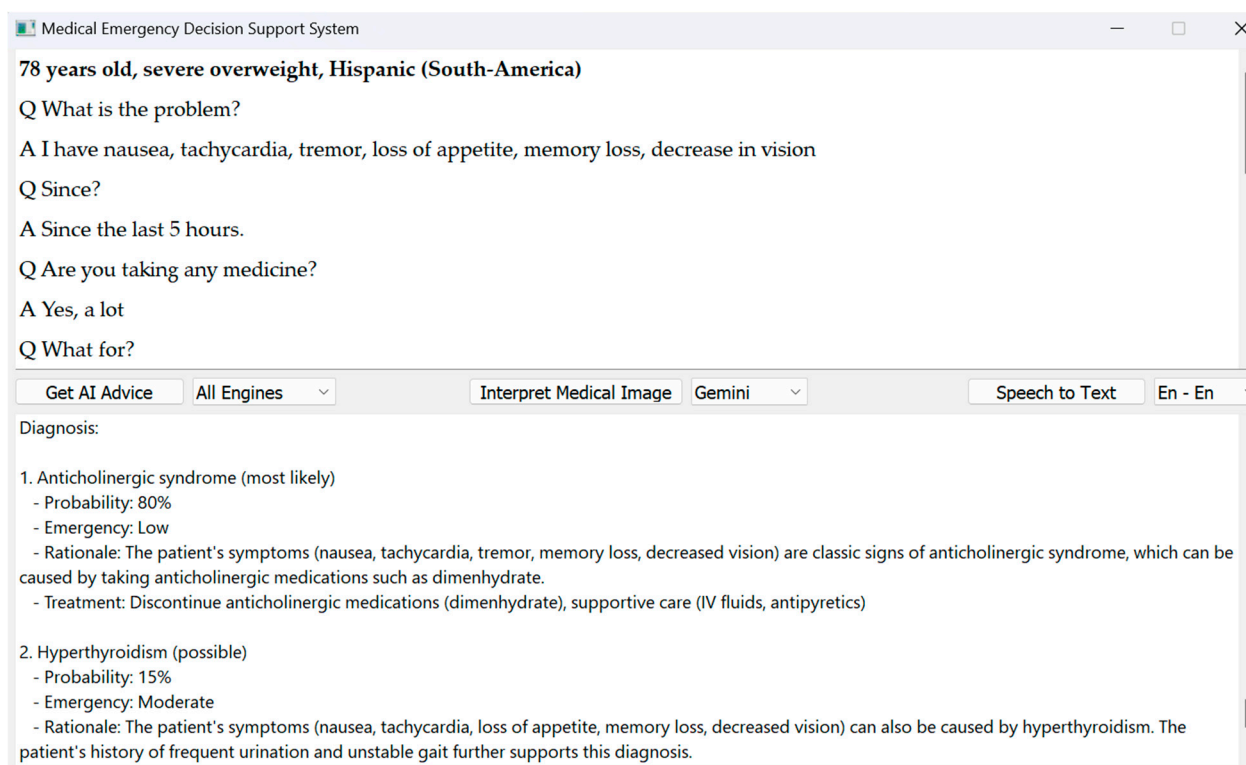 Medical Emergency Decision Support System
78 years old, severe overweight, Hispanic (South-America)
Q What is the problem?
A I have nausea, tachycardia, tremor, loss of appetite, memory loss, decrease in vision
Q Since?
A Since the last 5 hours.
Q Are you taking any medicine?
A Yes, a lot
Q What for?
Get AI Advice All Engines Interpret Medical Image Gemini Speech to Text En - En
Diagnosis:
1. Anticholinergic syndrome (most likely)
- Probability: 80%
- Emergency: Low
- Rationale: The patient's symptoms (nausea, tachycardia, tremor, memory loss, decreased vision) are classic signs of anticholinergic syndrome, which can be
caused by taking anticholinergic medications such as dimenhydrate.
- Treatment: Discontinue anticholinergic medications (dimenhydrate), supportive care (IV fluids, antipyretics)
2. Hyperthyroidism (possible)
- Probability: 15%
- Emergency: Moderate
- Rationale: The patient's symptoms (nausea, tachycardia, loss of appetite, memory loss, decreased vision) can also be caused by hyperthyroidism. The
patient's history of frequent urination and unstable gait further supports this diagnosis.